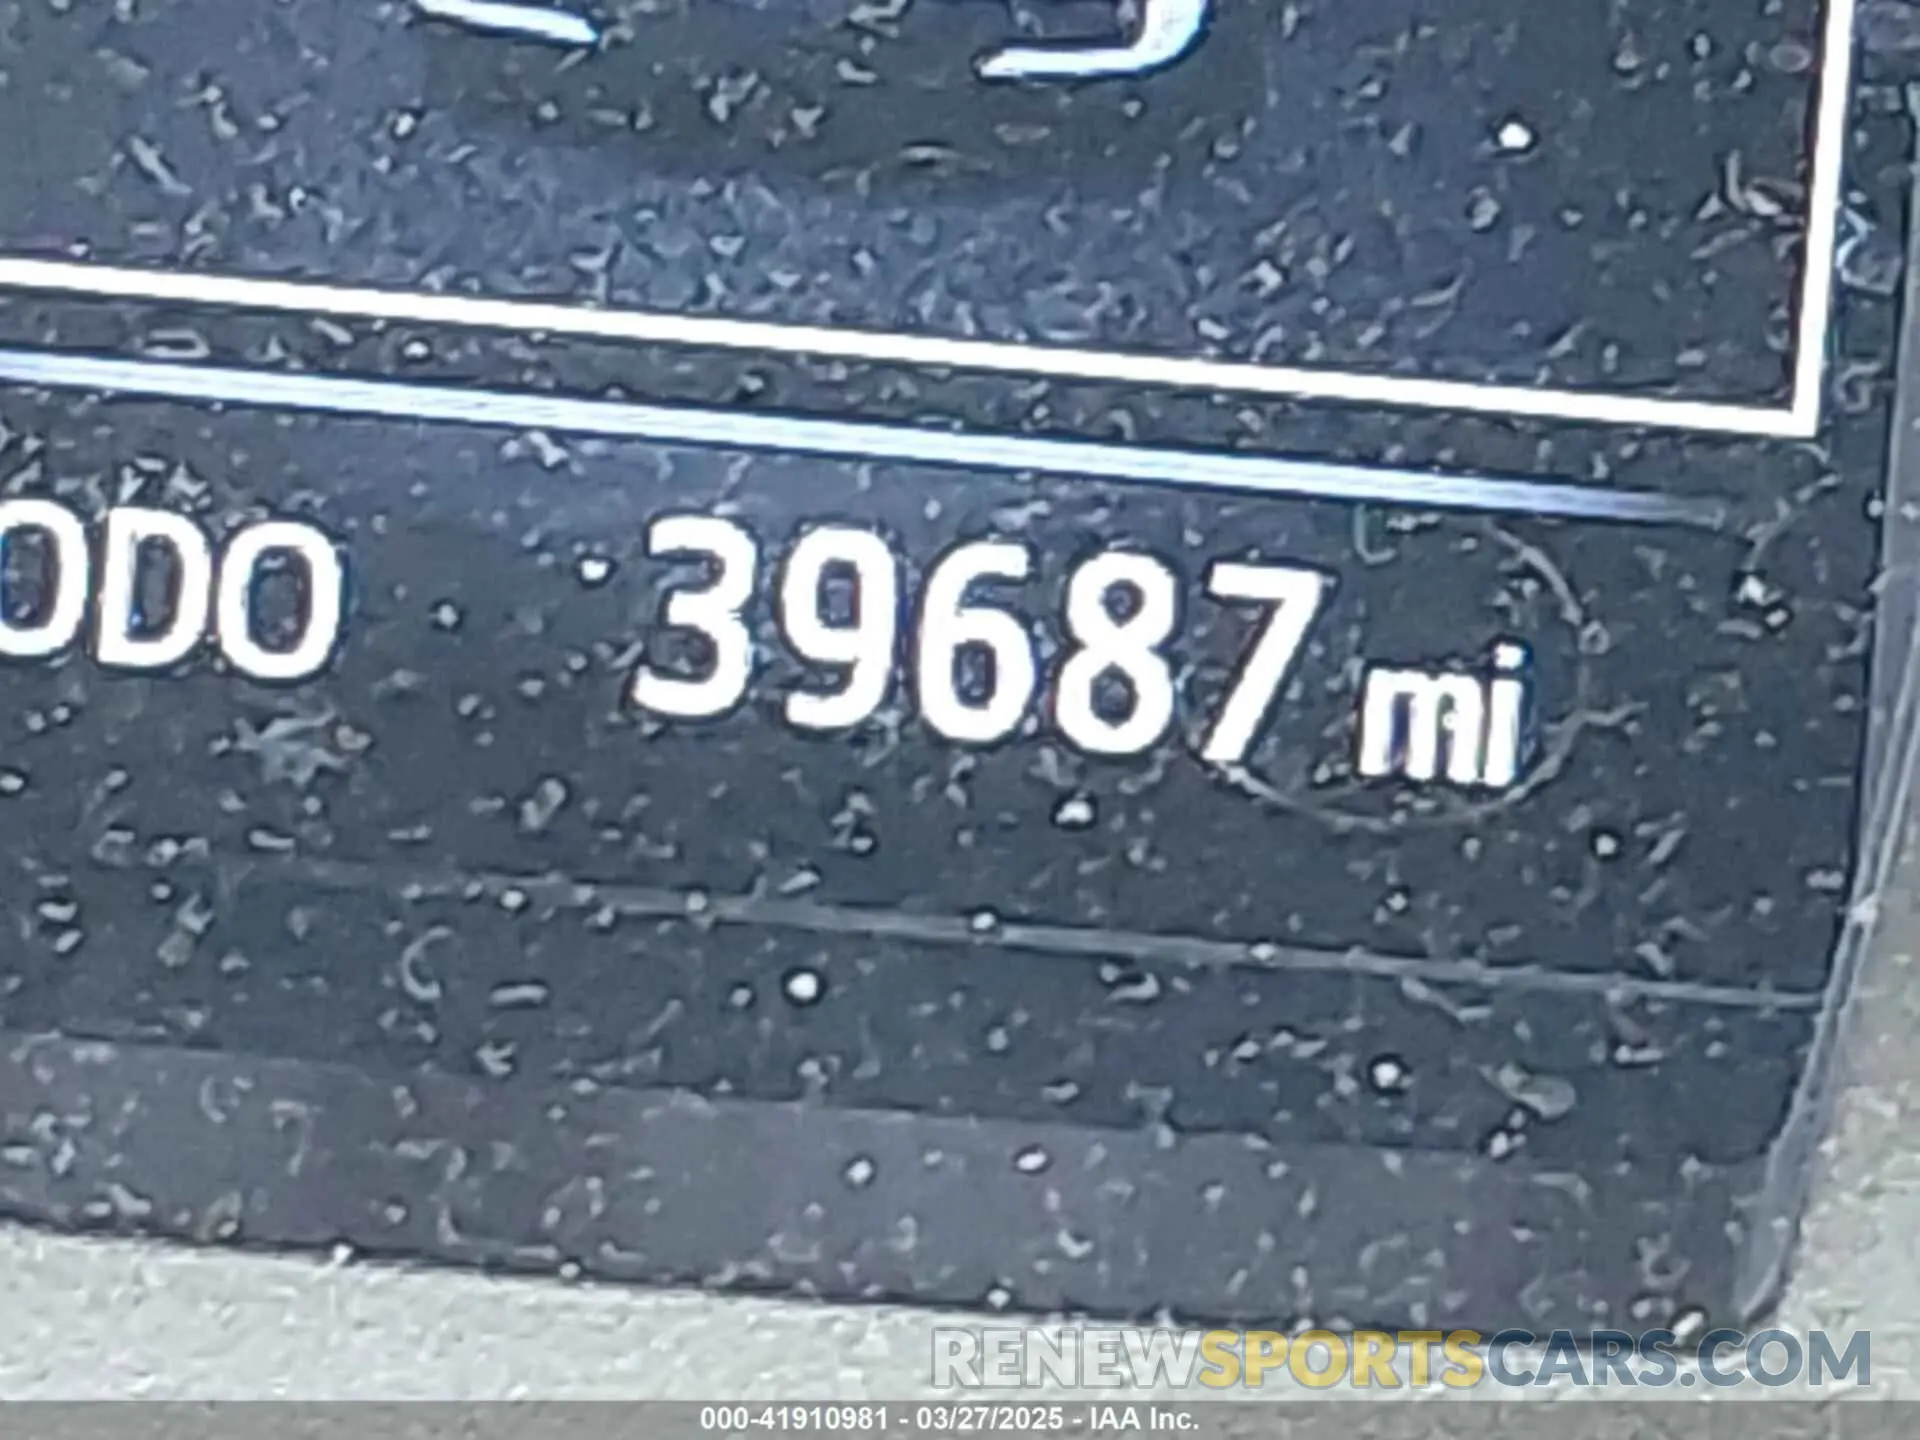 ODO 39687 mi
RENEWSPORTSCARS.COM
000-41910981 - 03/27/2025 - IAA Inc.